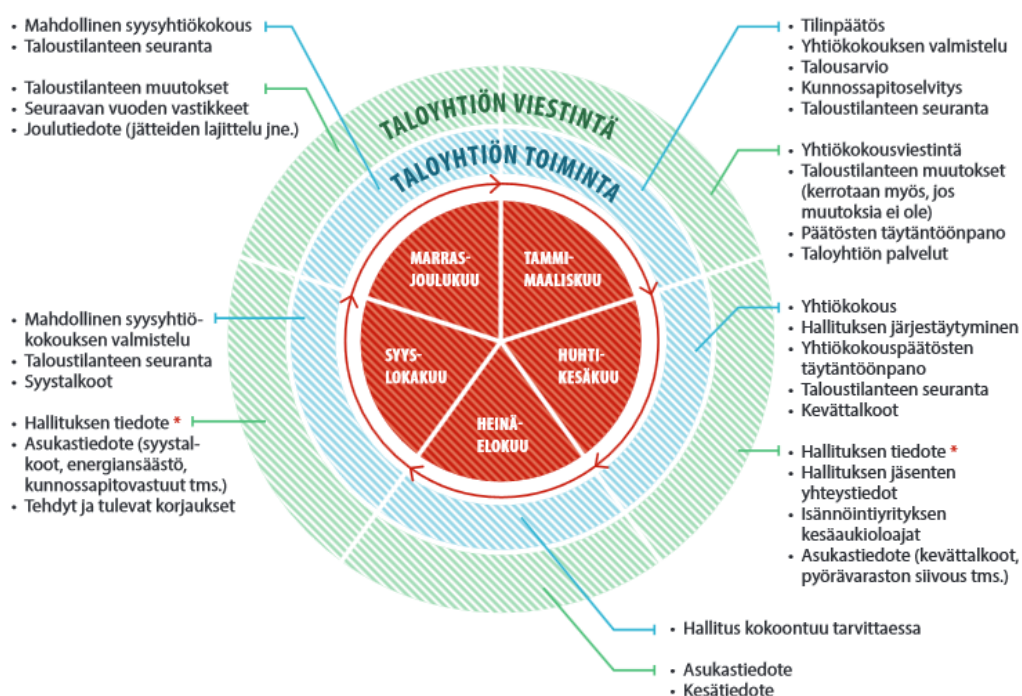 • Mahdollinen syysyhtiökokous
• Taloustilanteen seuranta
• Taloustilanteen muutokset
• Seuraavan vuoden vastikkeet
• Joulutiedote (jätteiden lajittelu jne.)
• Tilinpäätös
• Yhtiökokouksen valmistelu
• Talousarvio
• Kunnossapitoselvitys
• Taloustilanteen seuranta
• Yhtiökokousviestintä
• Taloustilanteen muutokset
(kerrotaan myös, jos
muutoksia ei ole)
• Päätösten täytäntöönpano
• Taloyhtiön palvelut
TALOYHTIÖN VIESTINTÄ
TALOYHTIÖN TOIMINTA
MARRAS-
JOULUKUU
TAMMI-
MAALISKUU
SYYS-
LOKAKUU
HUHTI-
KESÄKUU
HEINÄ-
ELOKUU
• Mahdollinen syysyhtiö-
kokouksen valmistelu
• Taloustilanteen seuranta
• Syystalkoot
• Hallituksen tiedote *
• Asukastiedote (syystal-
koot, energiansäästö,
kunnossapitovastuut tms.)
• Tehdyt ja tulevat korjaukset
• Yhtiökokous
• Hallituksen järjestäytyminen
• Yhtiökokouspäätösten
täytäntöönpano
• Taloustilanteen seuranta
• Kevättalkoot
• Hallituksen tiedote *
• Hallituksen jäsenten
yhteystiedot
• Isännöintiyrityksen
kesäaukioloajat
• Asukastiedote (kevättalkoot,
pyörävaraston siivous tms.)
• Hallitus kokoontuu tarvittaessa
• Asukastiedote
• Kesätiedote